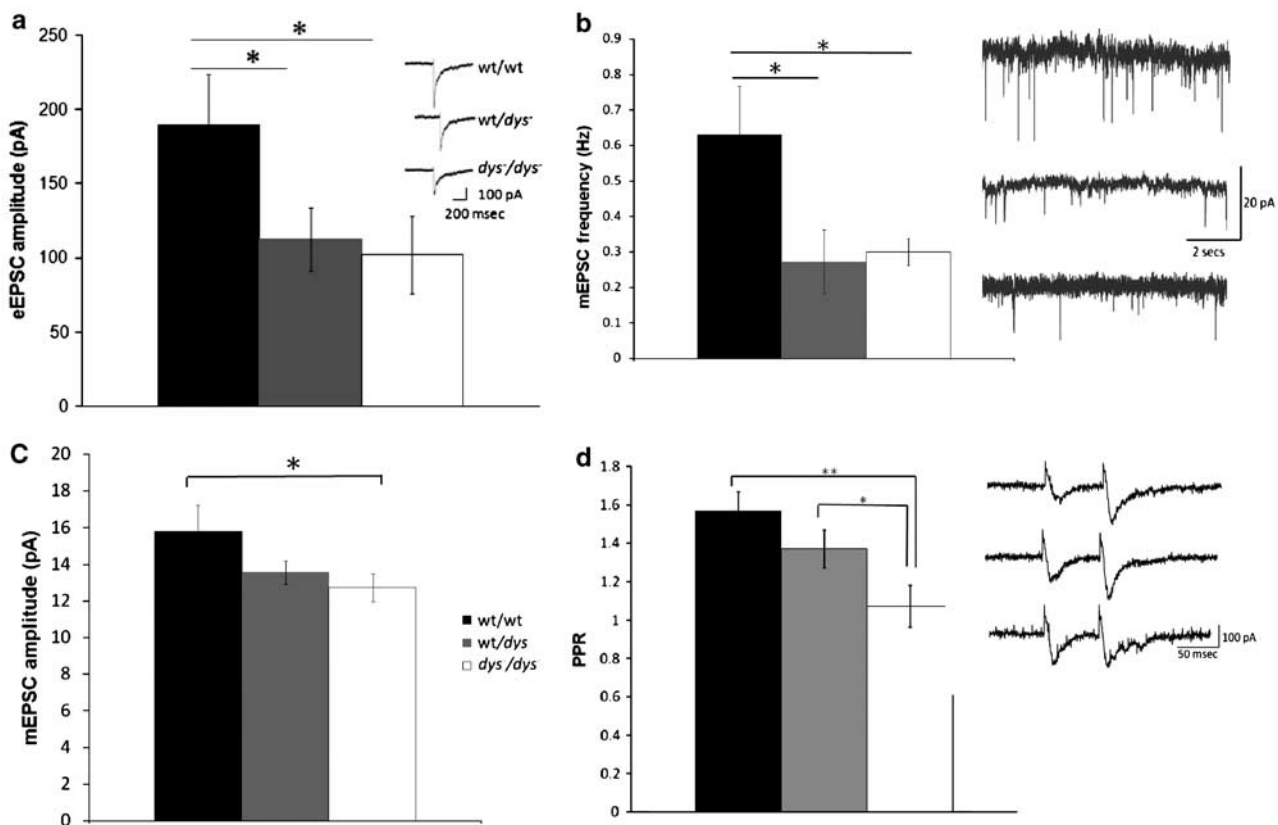 a
eEPSC amplitude (pA)
250
200
150
100
50
0
*
*
wt/wt
wt/dys-
dys-/dys-
100 pA
200 msec
b
mEPSC frequency (Hz)
0.9
0.8
0.7
0.6
0.5
0.4
0.3
0.2
0.1
0
*
*
20 pA
2 secs
C
mEPSC amplitude (pA)
20
18
16
14
12
10
8
6
4
2
0
*
wt/wt
wt/dys
dys /dys-
d
PPR
1.8
1.6
1.4
1.2
1
0.8
0.6
0.4
0.2
0
**
*
100 pA
50 msec